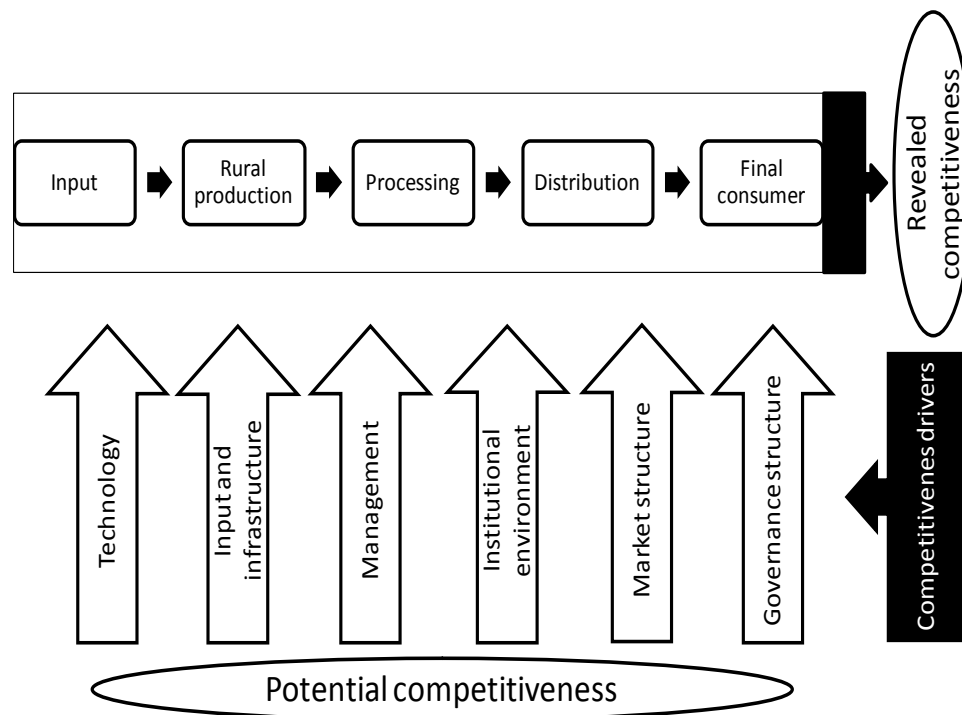 Input
Rural
production
Processing
Distribution
Final
consumer
Revealed
competitiveness
Technology
Input and
infrastructure
Management
Institutional
environment
Market structure
Governance structure
Competitivenes drivers
Potential competitiveness